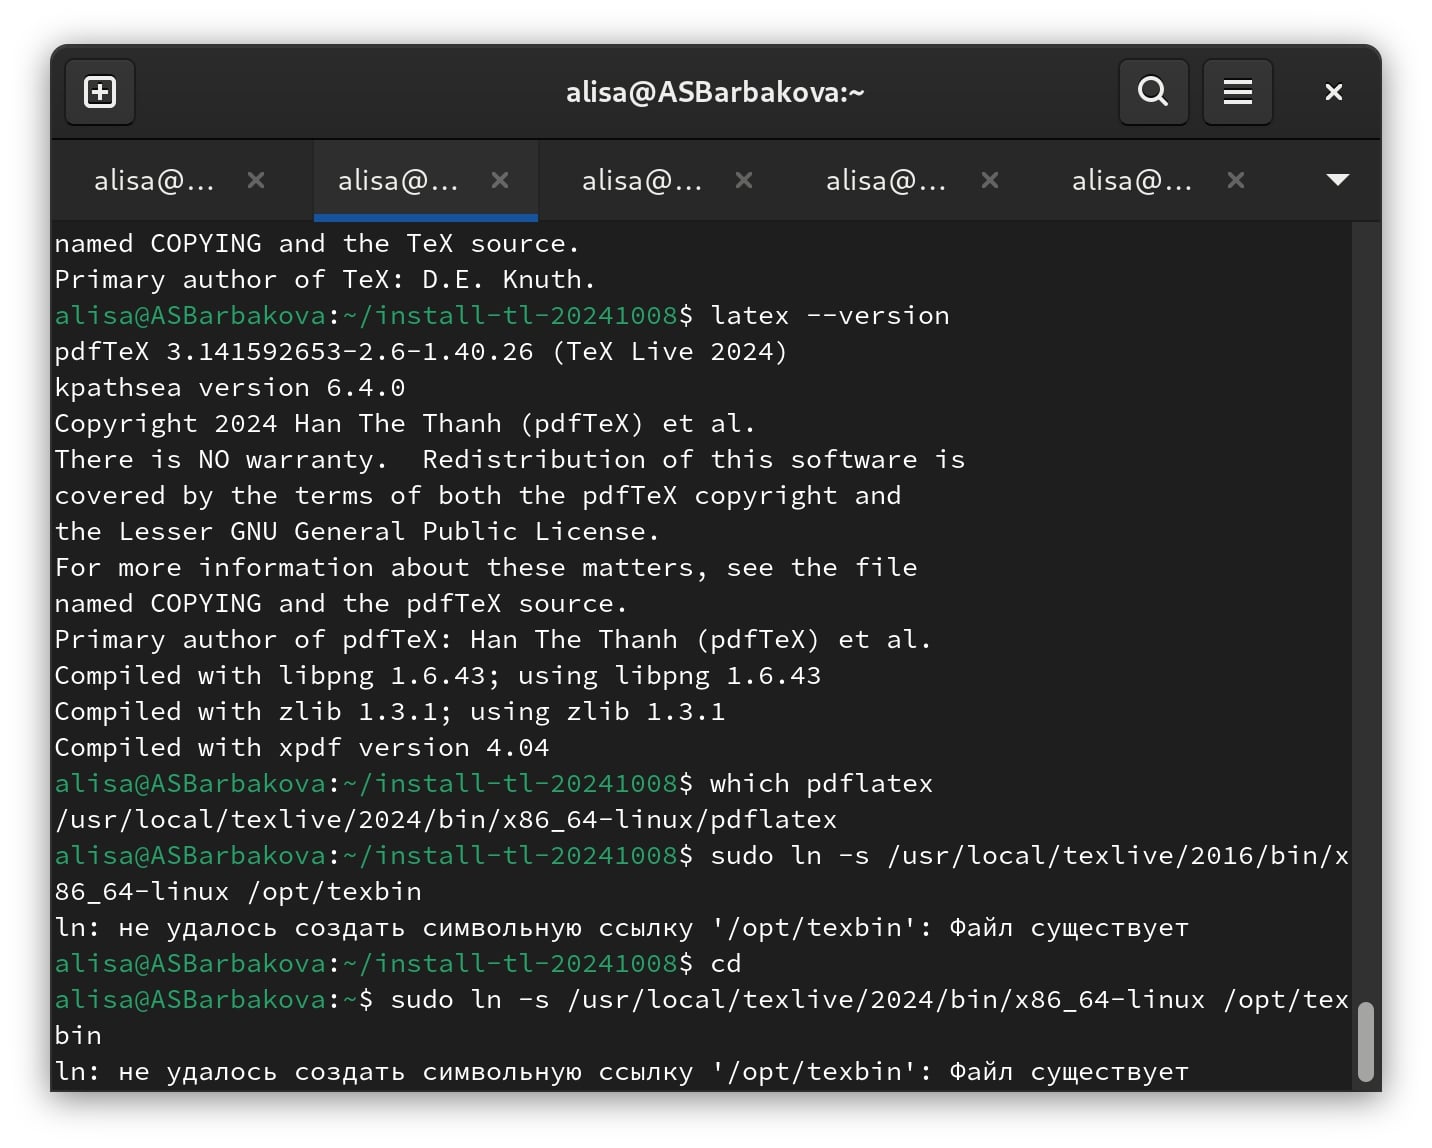 alisa@ASBarbakova:~
alisa@... alisa@... alisa@... alisa@... alisa@...
named COPYING and the TeX source.
Primary author of TeX: D.E. Knuth.
alisa@ASBarbakova:~/install-tl-20241008$ latex --version
pdfTeX 3.141592653-2.6-1.40.26 (TeX Live 2024)
kpathsea version 6.4.0
Copyright 2024 Han The Thanh (pdfTeX) et al.
There is NO warranty.  Redistribution of this software is
covered by the terms of both the pdfTeX copyright and
the Lesser GNU General Public License.
For more information about these matters, see the file
named COPYING and the pdfTeX source.
Primary author of pdfTeX: Han The Thanh (pdfTeX) et al.
Compiled with libpng 1.6.43; using libpng 1.6.43
Compiled with zlib 1.3.1; using zlib 1.3.1
Compiled with xpdf version 4.04
alisa@ASBarbakova:~/install-tl-20241008$ which pdflatex
/usr/local/texlive/2024/bin/x86_64-linux/pdflatex
alisa@ASBarbakova:~/install-tl-20241008$ sudo ln -s /usr/local/texlive/2016/bin/x
86_64-linux /opt/texbin
ln: не удалось создать символьную ссылку '/opt/texbin': Файл существует
alisa@ASBarbakova:~/install-tl-20241008$ cd
alisa@ASBarbakova:~$ sudo ln -s /usr/local/texlive/2024/bin/x86_64-linux /opt/tex
bin
ln: не удалось создать символьную ссылку '/opt/texbin': Файл существует